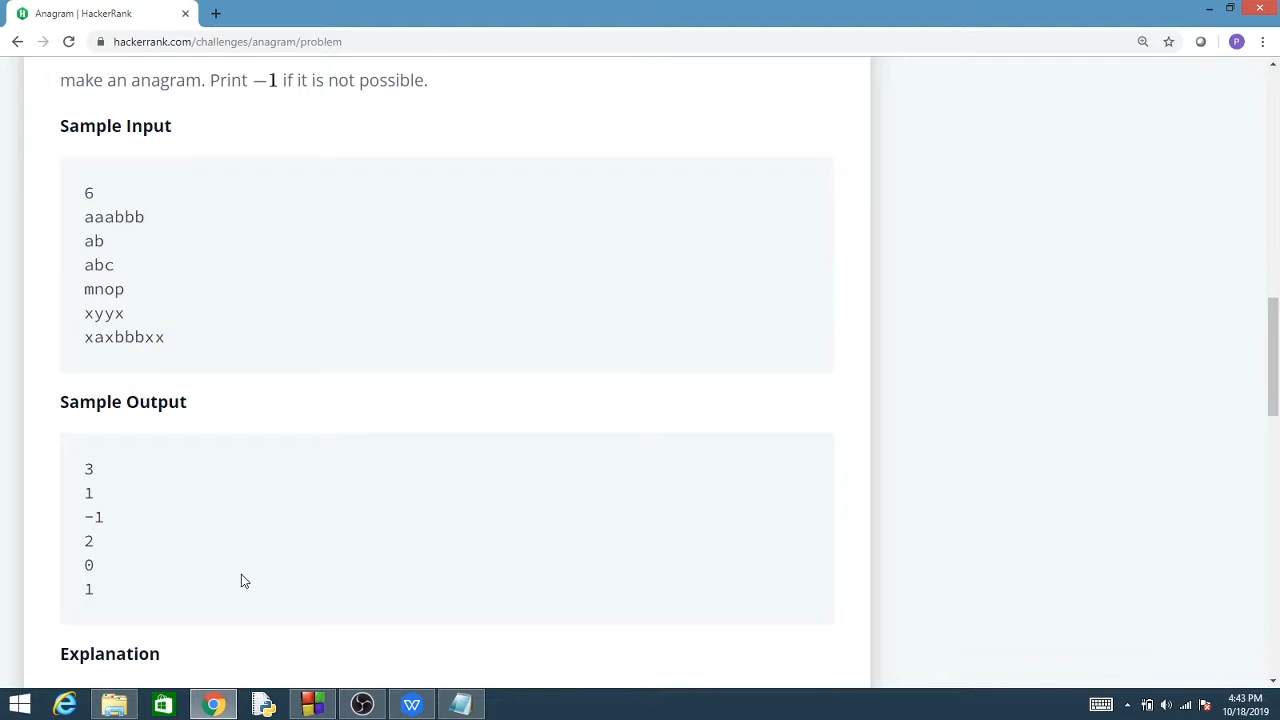 Anagram | HackerRank
hackerrank.com/challenges/anagram/problem
P
make an anagram. Print −1 if it is not possible.
Sample Input
6
aaabbb
ab
abc
mnop
xyyx
xaxbbbxx
Sample Output
3
1
-1
2
0
1
Explanation
4:43 PM
10/18/2019